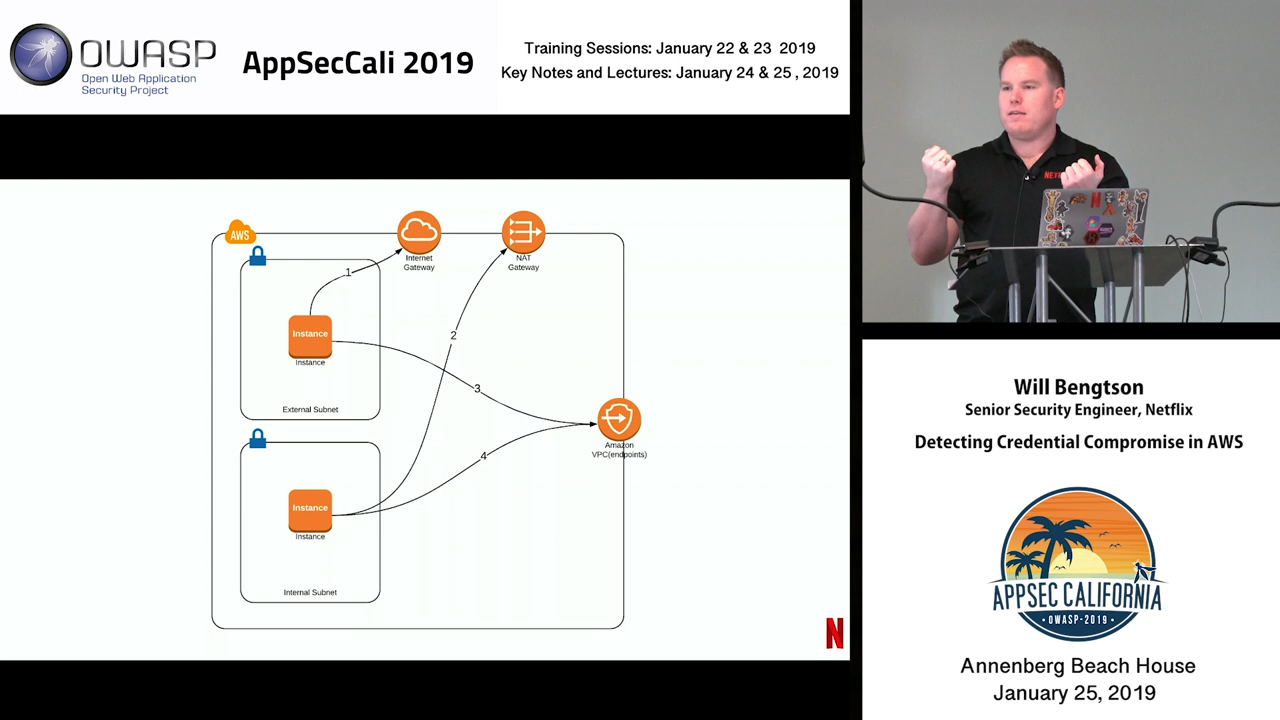 OWASP
Open Web Application
Security Project
AppSecCali 2019
Training Sessions: January 22 & 23 2019
Key Notes and Lectures: January 24 & 25 , 2019
AWS
Internet
Gateway
NAT
Gateway
1
Instance
Instance
External Subnet
2
3
4
Amazon
VPC(endpoints)
Instance
Instance
Internal Subnet
N
Will Bengtson
Senior Security Engineer, Netflix
Detecting Credential Compromise in AWS
APPSEC CALIFORNIA
• OWASP-2019 •
Annenberg Beach House
January 25, 2019